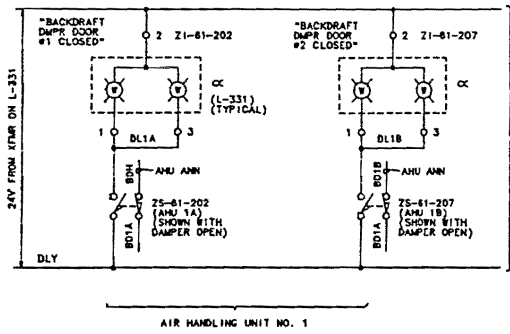 "BACKDRAFT
DMPR DOOR
#1 CLOSED"
2 ZI-61-202
"BACKDRAFT
DMPR DOOR
#2 CLOSED"
2 ZI-61-207
24V FROM XFMR ON L-331
W W
(L-331)
(TYPICAL)
W W
1 DL1A 3
1 DL1B 3
BDH
AHU ANN
BD1B
AHU ANN
ZS-61-202
(AHU 1A)
(SHOWN WITH
DAMPER OPEN)
BD1A
ZS-61-207
(AHU 1B)
(SHOWN WITH
DAMPER OPEN)
BD1A
DLY
AIR HANDLING UNIT NO. 1